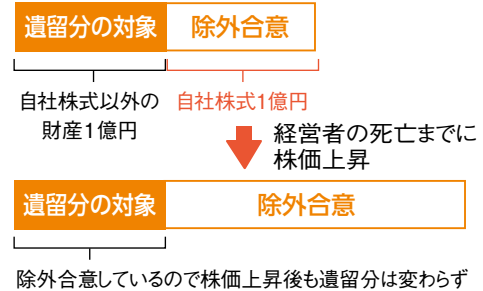 遺留分の対象 除外合意
自社株式以外の 自社株式1億円
財産1億円
経営者の死亡までに
株価上昇
遺留分の対象 除外合意
除外合意しているので株価上昇後も遺留分は変わらず